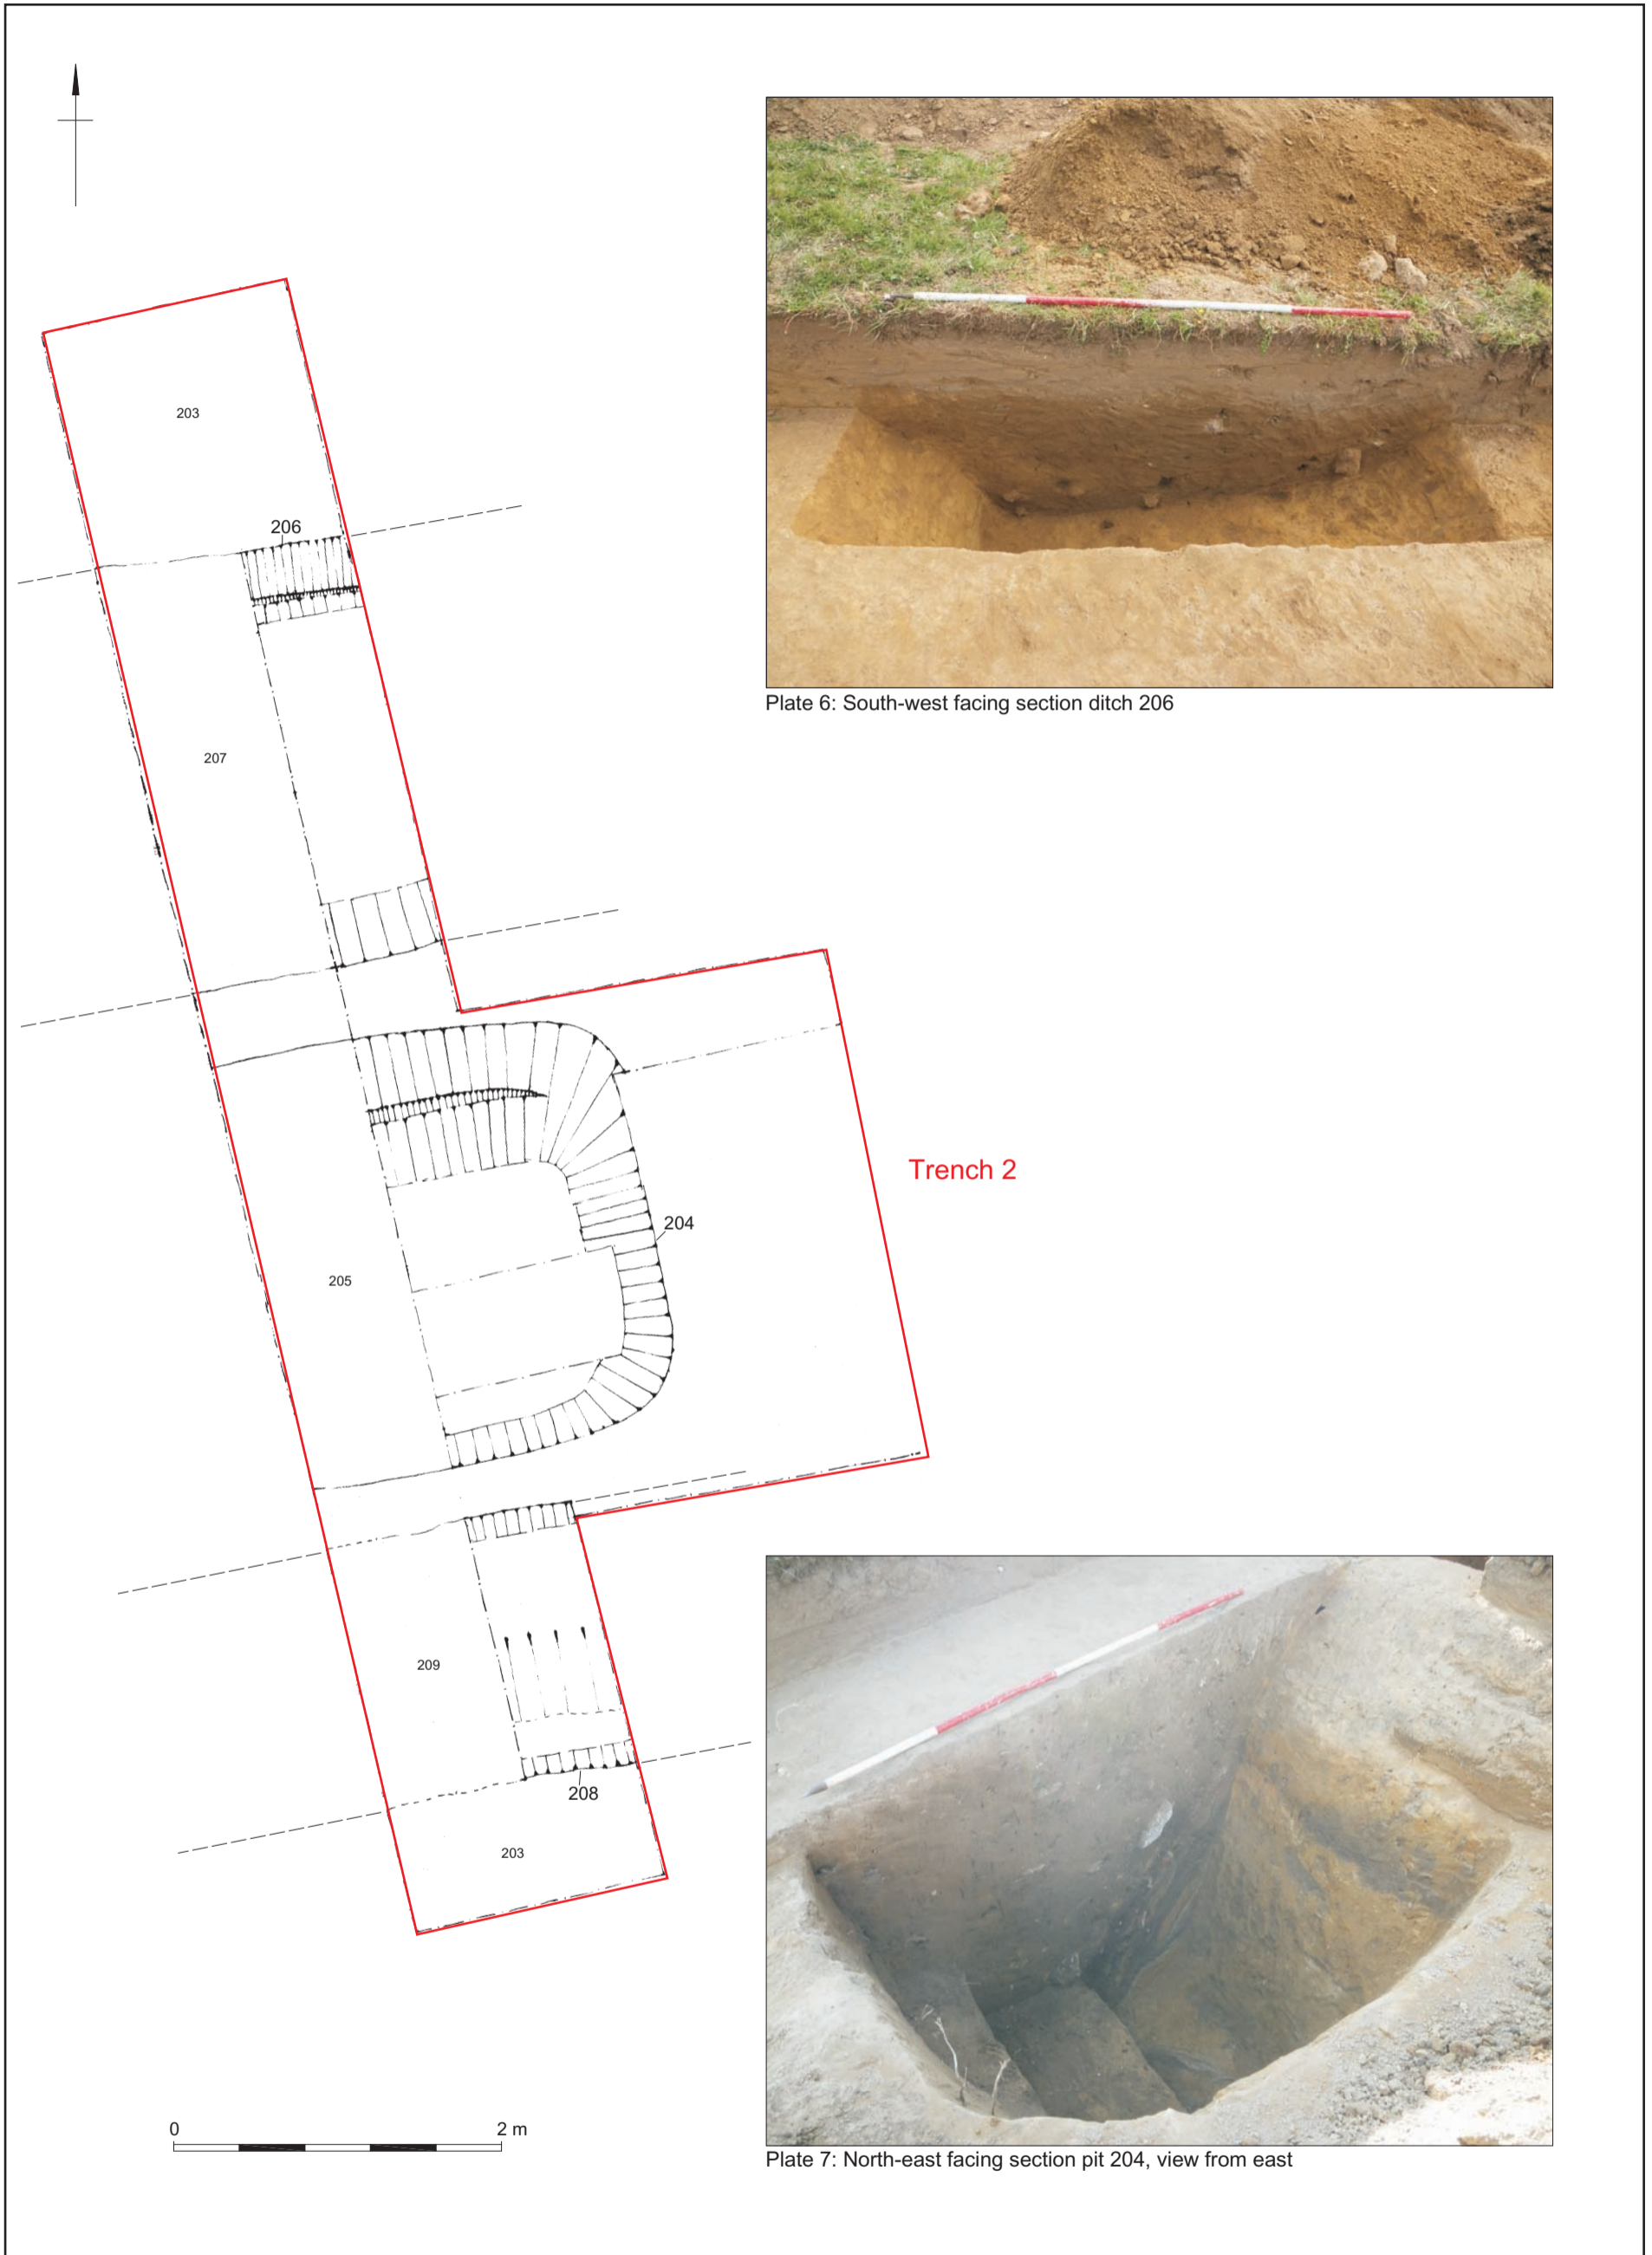 203
206
Plate 6: South-west facing section ditch 206
207
Trench 2
204
205
209
208
203
0 2 m
Plate 7: North-east facing section pit 204, view from east